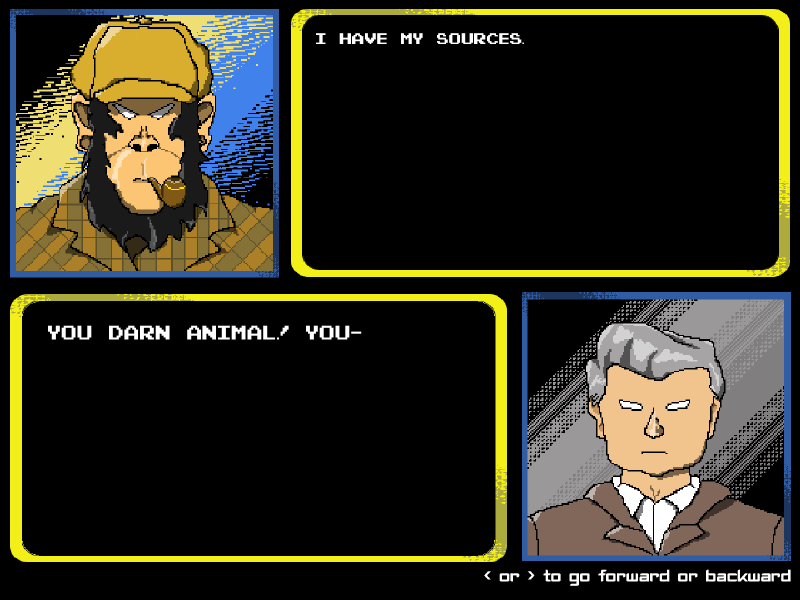 I HAVE MY SOURCES.
YOU DARN ANIMAL! YOU-
< or > to go forward or backward